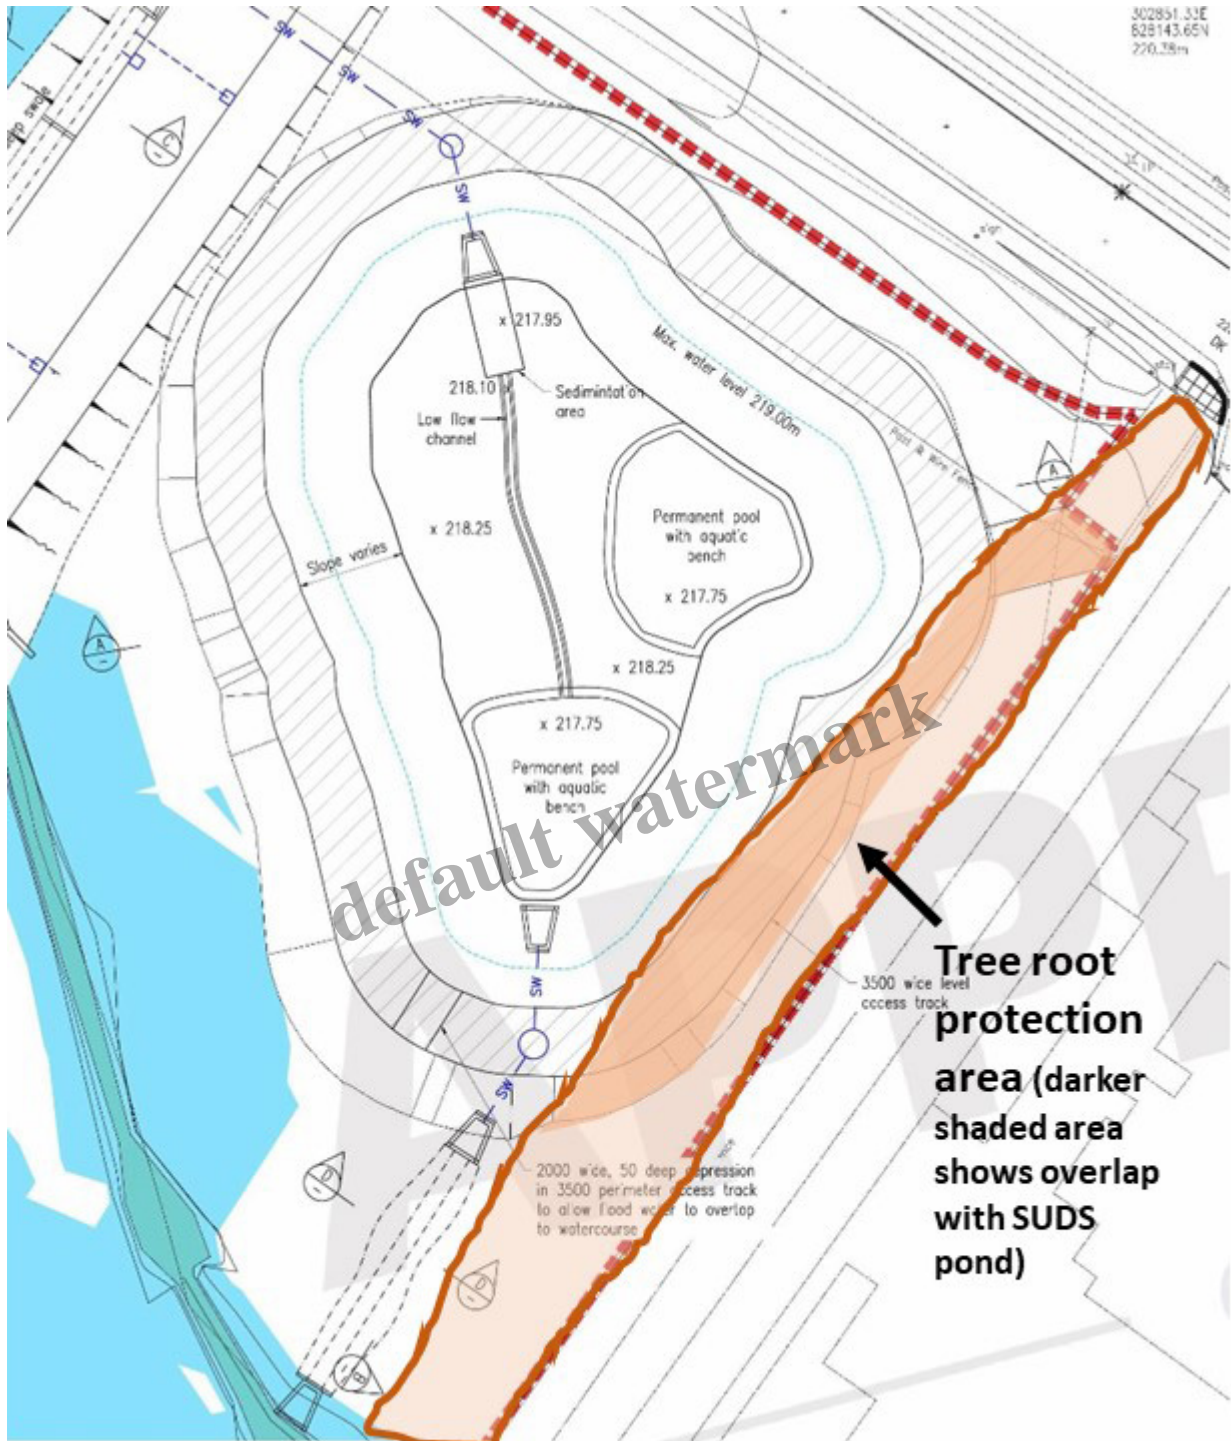 302851.33E
628143.65N
220.38m
SW
SW
SW
SW
C
x 217.95
218.10
Sedimintation
area
Low flow
channel
Max. water level 219.00m
Post & Wire Fence
A
x 218.25
Permanent pool
with aquatic
bench
x 217.75
Slope varies
A
x 218.25
x 217.75
Permanent pool
with aquatic
bench
default watermark
SW
3500 wide level
access track
Tree root
protection
area (darker
shaded area
shows overlap
with SUDS
pond)
SW
2000 wide, 50 deep depression
in 3500 perimeter access track
to allow flood water to overtop
to watercourse
D
D
B